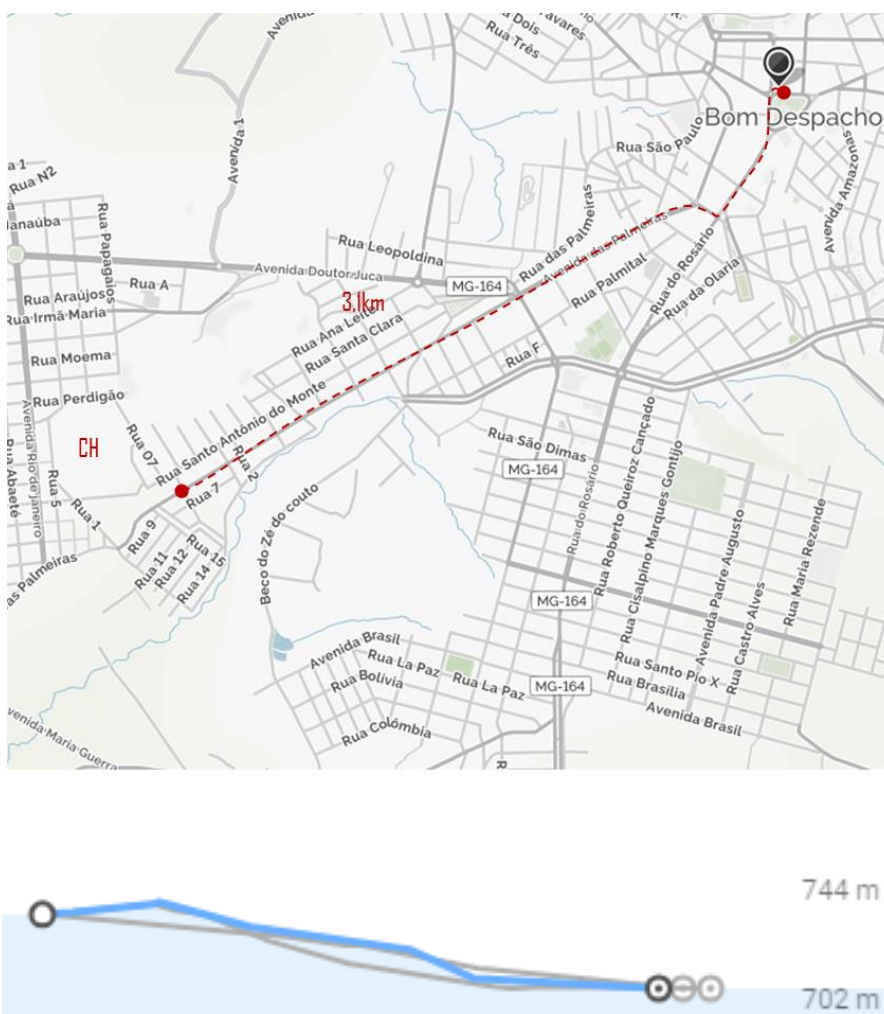 Avenid
Rua Dois
avares
Rua Três
R.
Bom Despacho
Rua São Paulo
Avenida Amazonas
Avenida 1
a 1
Rua N2
á
Janaúba
Rua Papagaios
Rua Leopoldina
Rua das Palmeiras
Avenida das Palmeiras
Avenida Doutor Juca
MG-164
Rua Palmital
Rua do Rosário
Rua da Olaria
Rua A
Rua Araújos
Rua Irmã Maria
3,1km
Rua Ana Leite
Rua Santa Clara
Rua Moema
Rua F
Rua Perdigão
Rua Santo Antônio do Monte
Avenida Rio de Janeiro
CH
Rua 07
Rua 2
Rua São Dimas
MG-164
Rua Abaeté
Rua 5
Rua 1
Rua 7
Rua do Rosário
Rua Roberto Queiroz Cançado
Rua Cisalpino Marques Gontijo
Avenida Padre Augusto
Rua Maria Rezende
Rua 9
Rua 15
Rua 11
Rua 12
Rua 14
Beco do Zé do couto
as Palmeiras
MG-164
Rua Castro Alves
Avenida Brasil
Rua La Paz
Rua La Paz
Rua Bolívia
Rua Santo Pio X
Rua Brasília
MG-164
Avenida Brasil
Rua Colómbia
venida Maria Guerra
R
744 m
702 m